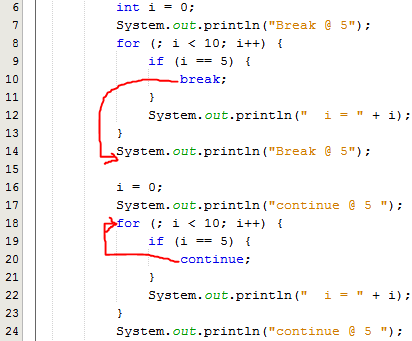 6 int i = 0;
7 System.out.println("Break @ 5");
8 for (; i < 10; i++) {
9 if (i == 5) {
10 break;
11 }
12 System.out.println("  i = " + i);
13 }
14 System.out.println("Break @ 5");
15
16 i = 0;
17 System.out.println("continue @ 5 ");
18 for (; i < 10; i++) {
19 if (i == 5) {
20 continue;
21 }
22 System.out.println("  i = " + i);
23 }
24 System.out.println("continue @ 5 ");